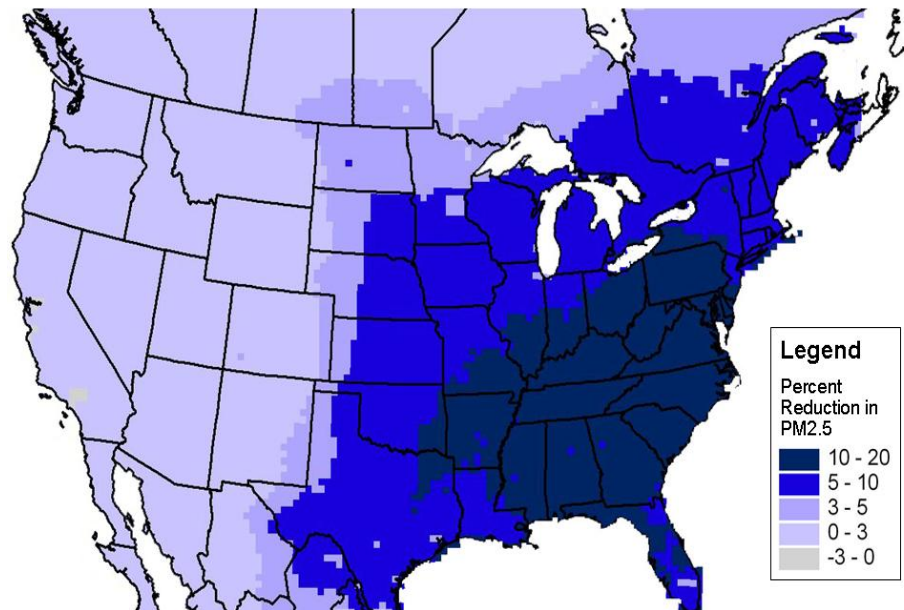 Legend
Percent
Reduction in
PM2.5
10 - 20
5 - 10
3 - 5
0 - 3
-3 - 0